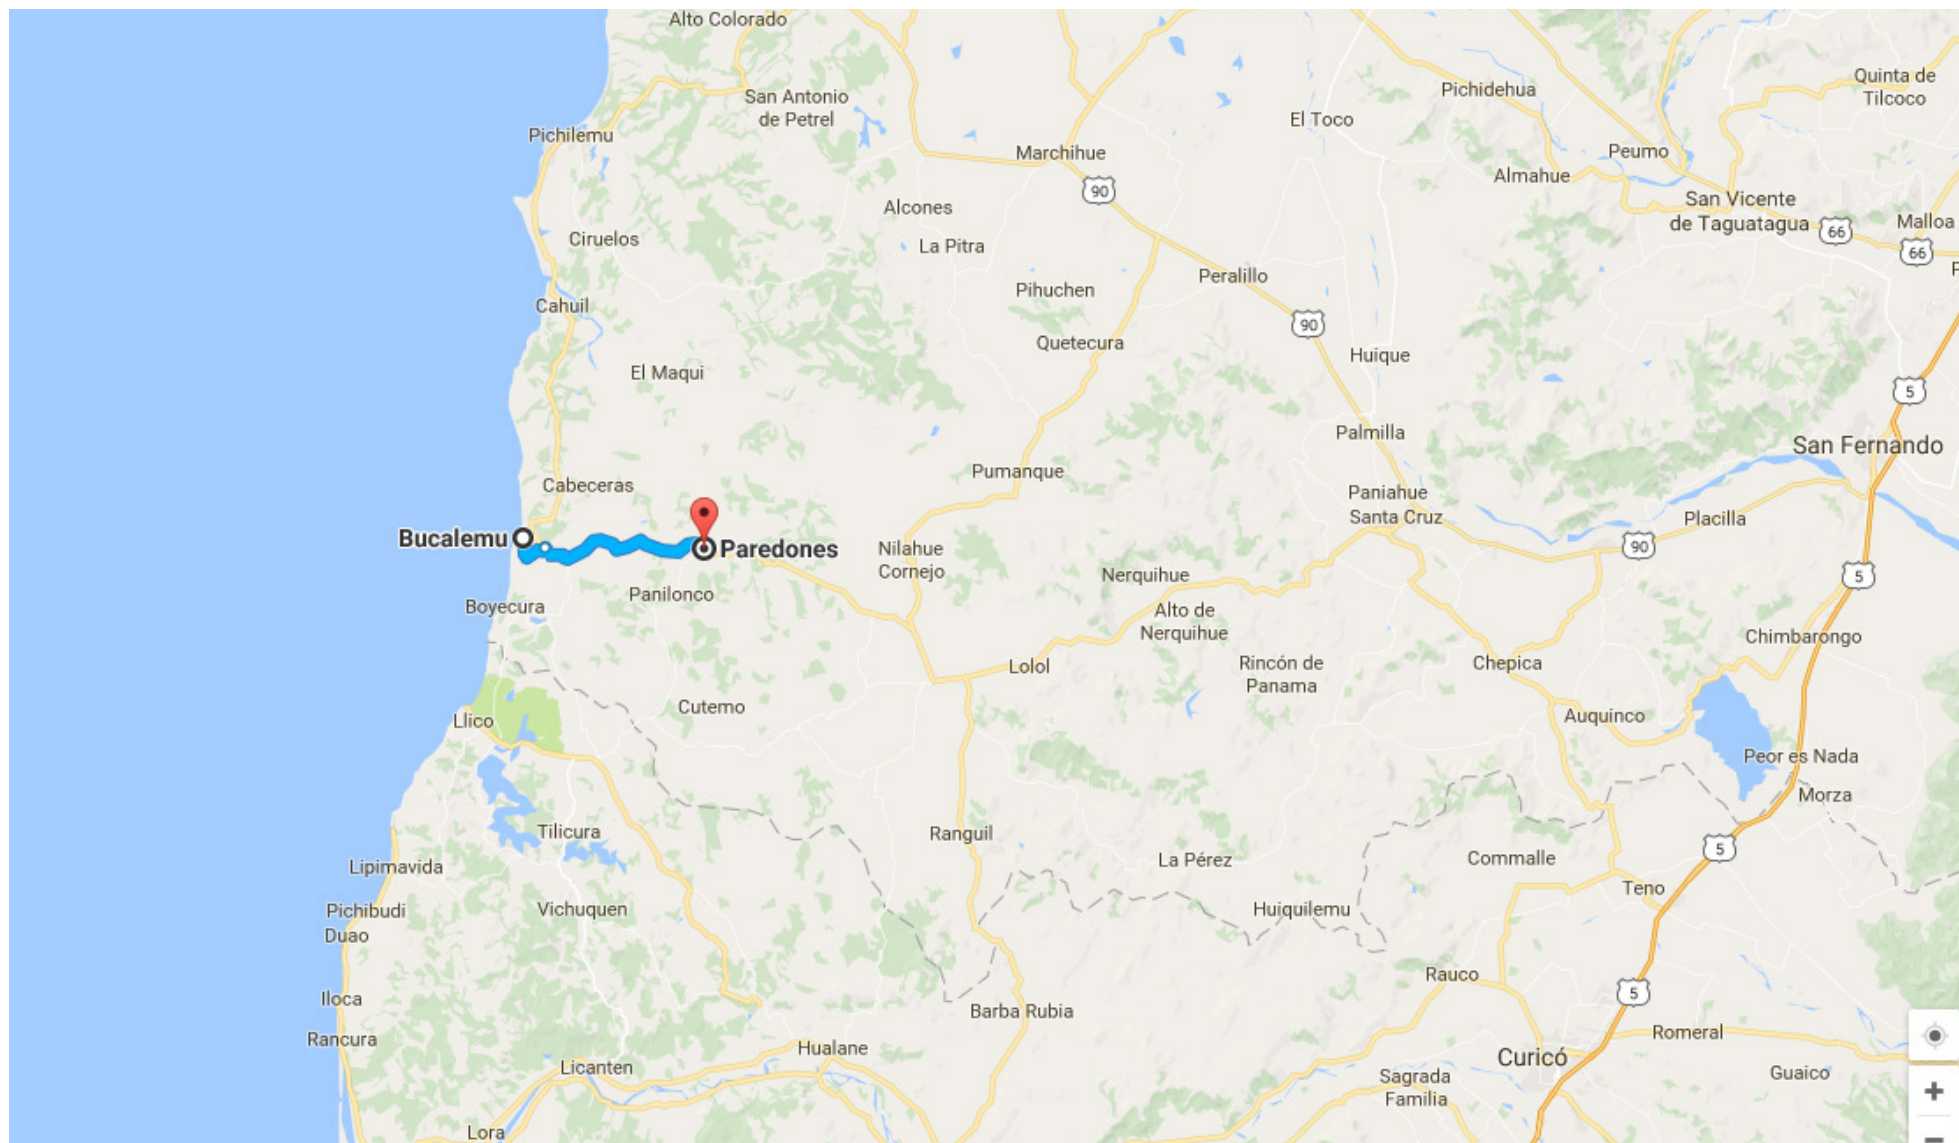 Alto Colorado
Quinta de
Tilcoco
Pichidehua
San Antonio
de Petrel
El Toco
Pichilemu
Marchihue
Peumo
Almahue
90
San Vicente
de Taguatagua
66
Malloa
66
Alcones
Ciruelos
La Pitra
Peralillo
Pihuchen
Cahuil
90
Quetecura
Huique
El Maqui
5
Palmilla
San Fernando
Pumanque
Cabeceras
Paniahue
Santa Cruz
Placilla
Bucalemu
Paredones
Nilahue
Cornejo
90
Nerquihue
5
Panilonco
Boyecura
Alto de
Nerquihue
Chimbarongo
Lolol
Rincón de
Panama
Chepica
Cutemo
Llico
Auquinco
Peor es Nada
Morza
Tilicura
Ranguil
5
Lipimavida
La Pérez
Commalle
Teno
Pichibudi
Duao
Vichuquen
Huiquilemu
Rauco
Iloca
5
Barba Rubia
Rancura
Romeral
Hualane
Curicó
Licanten
Guaico
Sagrada
Familia
Lora